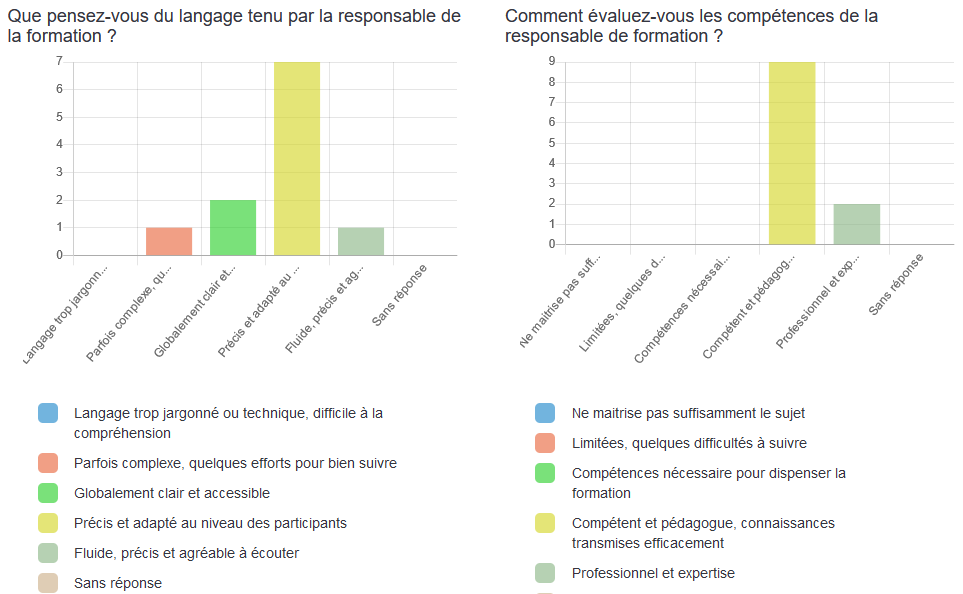 Que pensez-vous du langage tenu par la responsable de
la formation ?
7
6
5
4
3
2
1
0
Langage trop jargonn...
Parfois complexe, qu...
Globalement clair et...
Précis et adapté au ...
Fluide, précis et ag...
Sans réponse
Langage trop jargonné ou technique, difficile à la
compréhension
Parfois complexe, quelques efforts pour bien suivre
Globalement clair et accessible
Précis et adapté au niveau des participants
Fluide, précis et agréable à écouter
Sans réponse
Comment évaluez-vous les compétences de la
responsable de formation ?
9
8
7
6
5
4
3
2
1
0
Ne maitrise pas suff...
Limitées, quelques d...
Compétences nécessai...
Compétent et pédagog...
Professionnel et exp...
Sans réponse
Ne maitrise pas suffisamment le sujet
Limitées, quelques difficultés à suivre
Compétences nécessaire pour dispenser la
formation
Compétent et pédagogue, connaissances
transmises efficacement
Professionnel et expertise